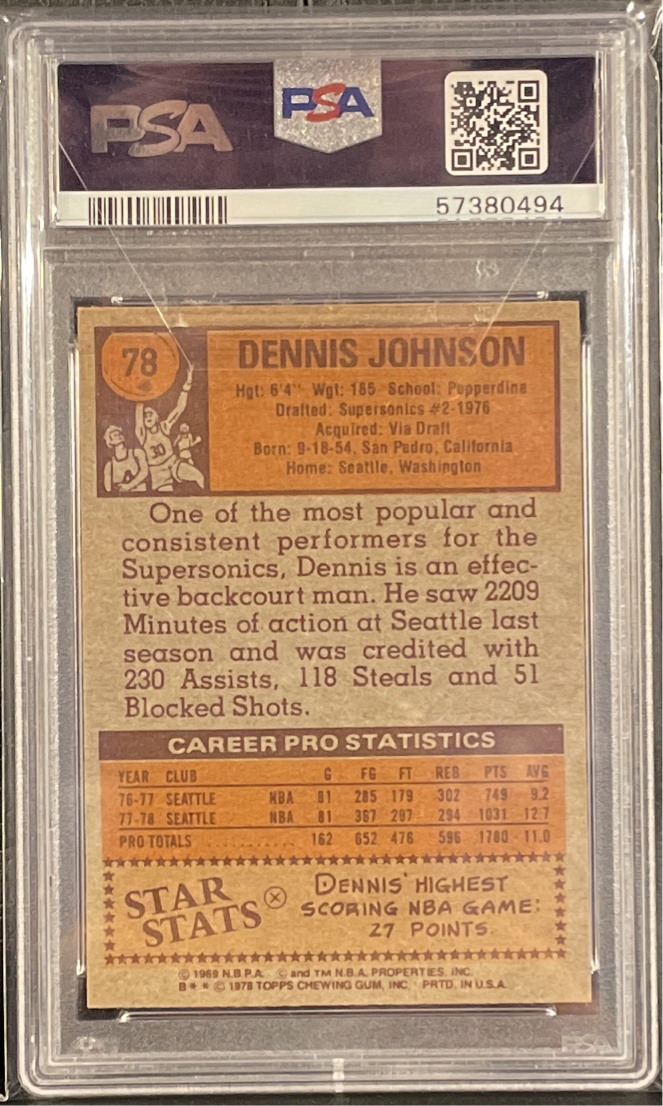 PSA
PSA
57380494
78
DENNIS JOHNSON
Hgt: 6'4" Wgt: 185 School: Pepperdine
Drafted: Supersonics #2-1976
Acquired: Via Draft
Born: 9-18-54, San Pedro, California
Home: Seattle, Washington
30
One of the most popular and
consistent performers for the
Supersonics, Dennis is an effec-
tive backcourt man. He saw 2209
Minutes of action at Seattle last
season and was credited with
230 Assists, 118 Steals and 51
Blocked Shots.
CAREER PRO STATISTICS
YEAR CLUB G FG FT REB PTS AVG
76-77 SEATTLE NBA 81 285 179 302 749 9.2
77-78 SEATTLE NBA 81 367 297 294 1031 12.7
PRO TOTALS ........... 162 652 476 596 1780 11.0
STAR STATS
DENNIS' HIGHEST
SCORING NBA GAME:
27 POINTS.
© 1969 N.B.P.A. © and TM N.B.A. PROPERTIES, INC.
B * * © 1978 TOPPS CHEWING GUM, INC. PRTD. IN U.S.A.
PSA